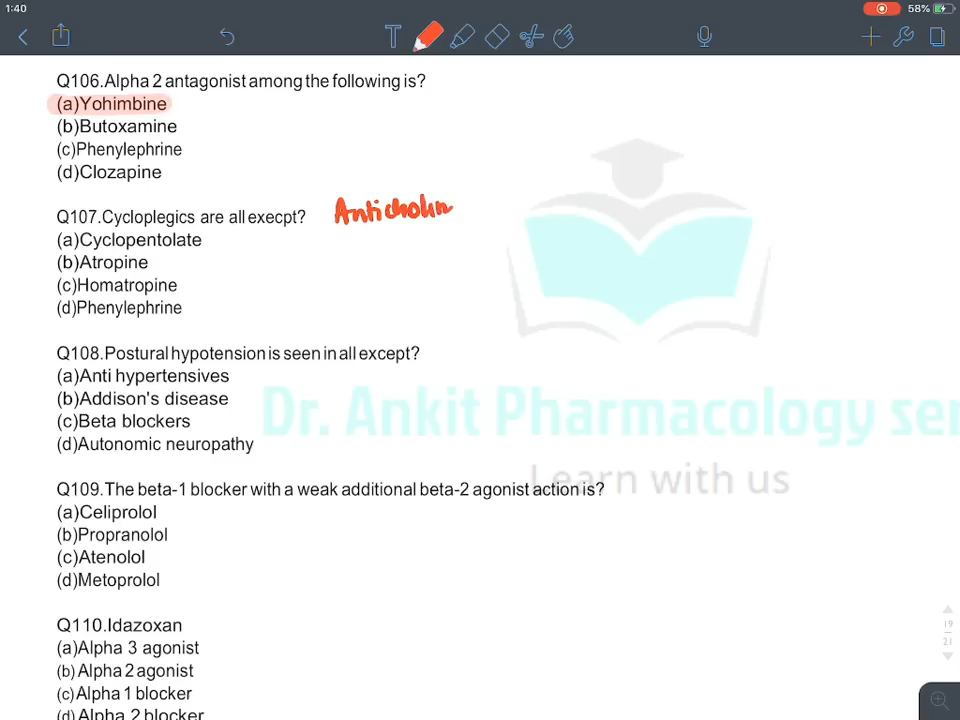 1:40
58%
T
Q106.Alpha 2 antagonist among the following is?
(a)Yohimbine
(b)Butoxamine
(c)Phenylephrine
(d)Clozapine
Q107.Cycloplegics are all execpt? Anticholin
(a)Cyclopentolate
(b)Atropine
(c)Homatropine
(d)Phenylephrine
Q108.Postural hypotension is seen in all except?
(a)Anti hypertensives
(b)Addison's disease
(c)Beta blockers
(d)Autonomic neuropathy
Dr. Ankit Pharmacology ser
Learn with us
Q109.The beta-1 blocker with a weak additional beta-2 agonist action is?
(a)Celiprolol
(b)Propranolol
(c)Atenolol
(d)Metoprolol
Q110.Idazoxan
(a)Alpha 3 agonist
(b)Alpha 2 agonist
(c)Alpha 1 blocker
(d)Alpha 2 blocker
19
21